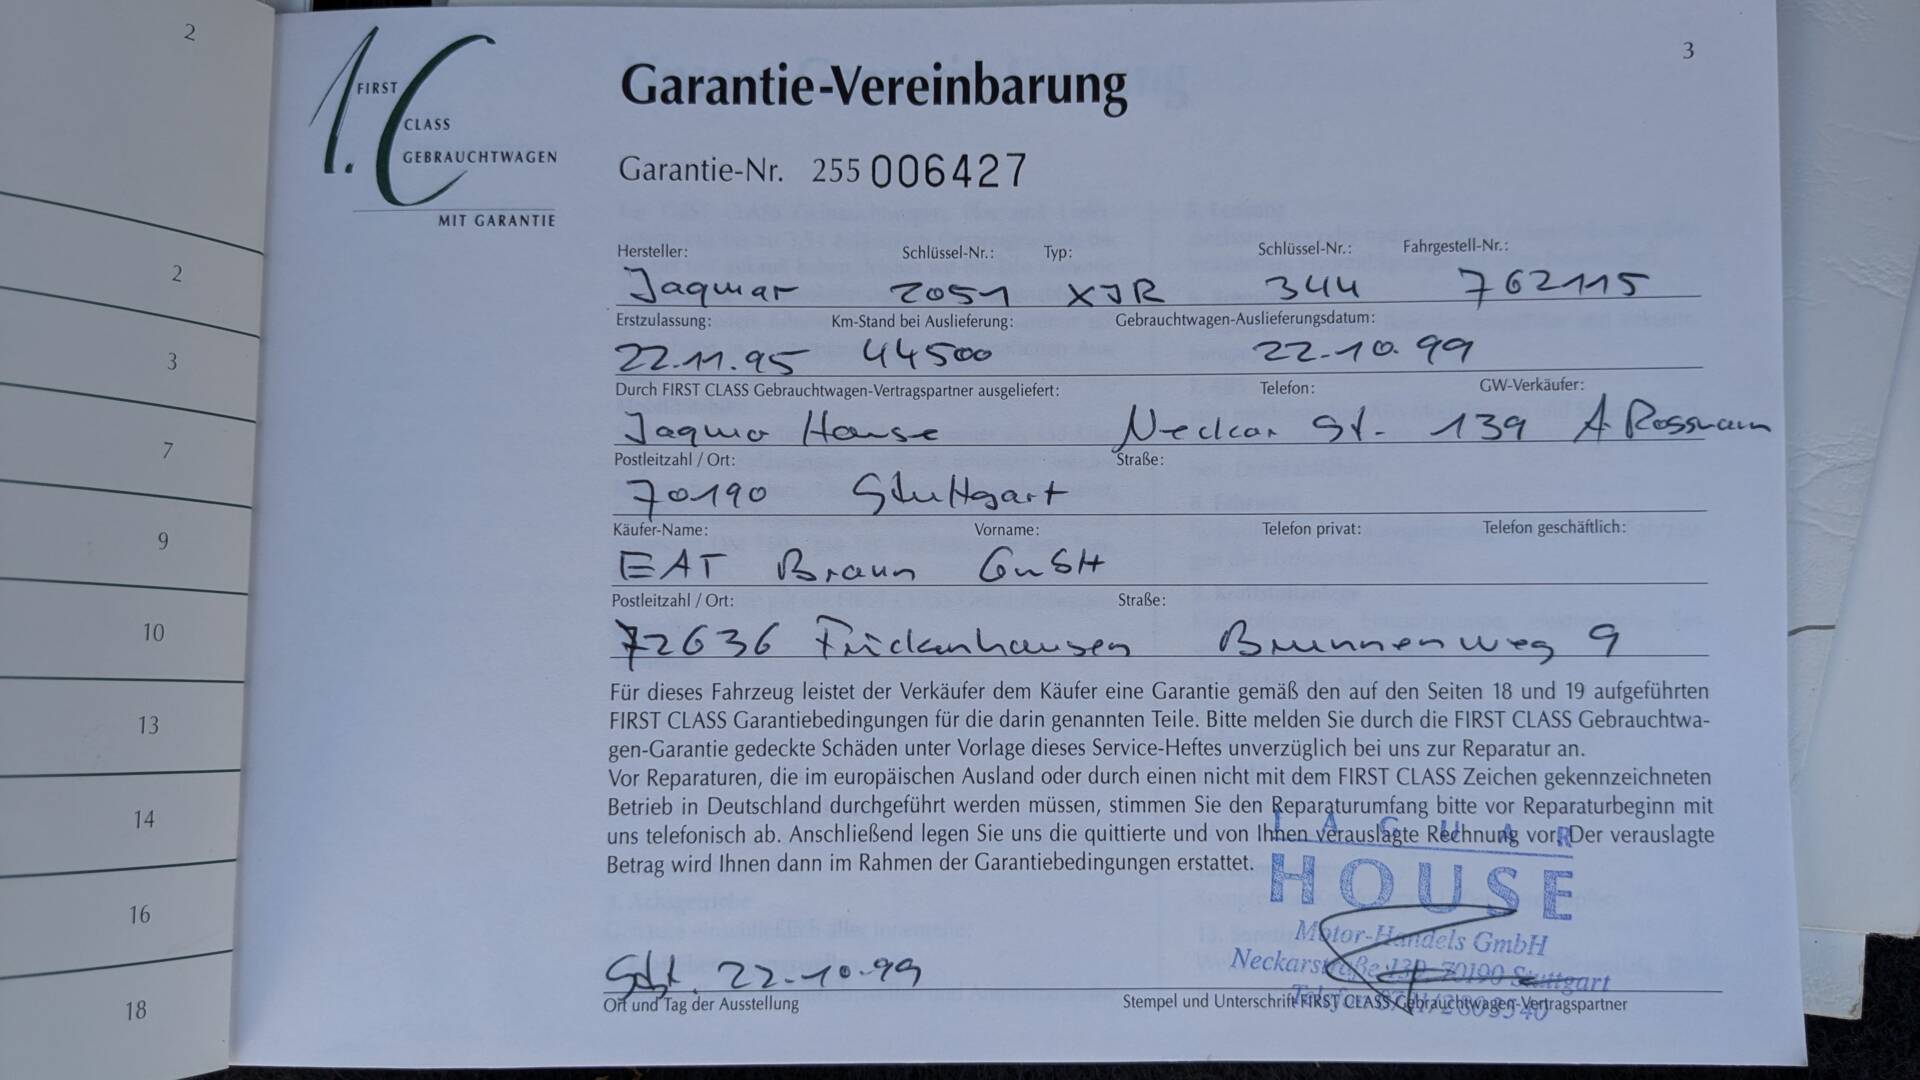 2
2
3
7
9
10
13
14
16
18
3
1.C FIRST
CLASS
GEBRAUCHTWAGEN
MIT GARANTIE
Garantie-Vereinbarung
Garantie-Nr. 255 006427
Hersteller: Schlüssel-Nr.: Typ: Schlüssel-Nr.: Fahrgestell-Nr.:
Jaguar 2051 XJR 344 762115
Erstzulassung: Km-Stand bei Auslieferung: Gebrauchtwagen-Auslieferungsdatum:
22.11.95 44500 22-10.99
Durch FIRST CLASS Gebrauchtwagen-Vertragspartner ausgeliefert: Telefon: GW-Verkäufer:
Jaguar House Neckar St. 139 A. Rossmann
Postleitzahl / Ort: Straße:
70190 Stuttgart
Käufer-Name: Vorname: Telefon privat: Telefon geschäftlich:
EAT Braun GmbH
Postleitzahl / Ort: Straße:
72636 Frickenhausen Brunnenweg 9
Für dieses Fahrzeug leistet der Verkäufer dem Käufer eine Garantie gemäß den auf den Seiten 18 und 19 aufgeführten
FIRST CLASS Garantiebedingungen für die darin genannten Teile. Bitte melden Sie durch die FIRST CLASS Gebrauchtwa-
gen-Garantie gedeckte Schäden unter Vorlage dieses Service-Heftes unverzüglich bei uns zur Reparatur an.
Vor Reparaturen, die im europäischen Ausland oder durch einen nicht mit dem FIRST CLASS Zeichen gekennzeichneten
Betrieb in Deutschland durchgeführt werden müssen, stimmen Sie den Reparaturumfang bitte vor Reparaturbeginn mit
uns telefonisch ab. Anschließend legen Sie uns die quittierte und von Ihnen verauslagte Rechnung vor. Der verauslagte
Betrag wird Ihnen dann im Rahmen der Garantiebedingungen erstattet.
JAGUAR
HOUSE
Motor-Handels GmbH
Neckarstraße 139 70190 Stuttgart
22-10-99
Ort und Tag der Ausstellung
Stempel und Unterschrift FIRST CLASS Gebrauchtwagen-Vertragspartner